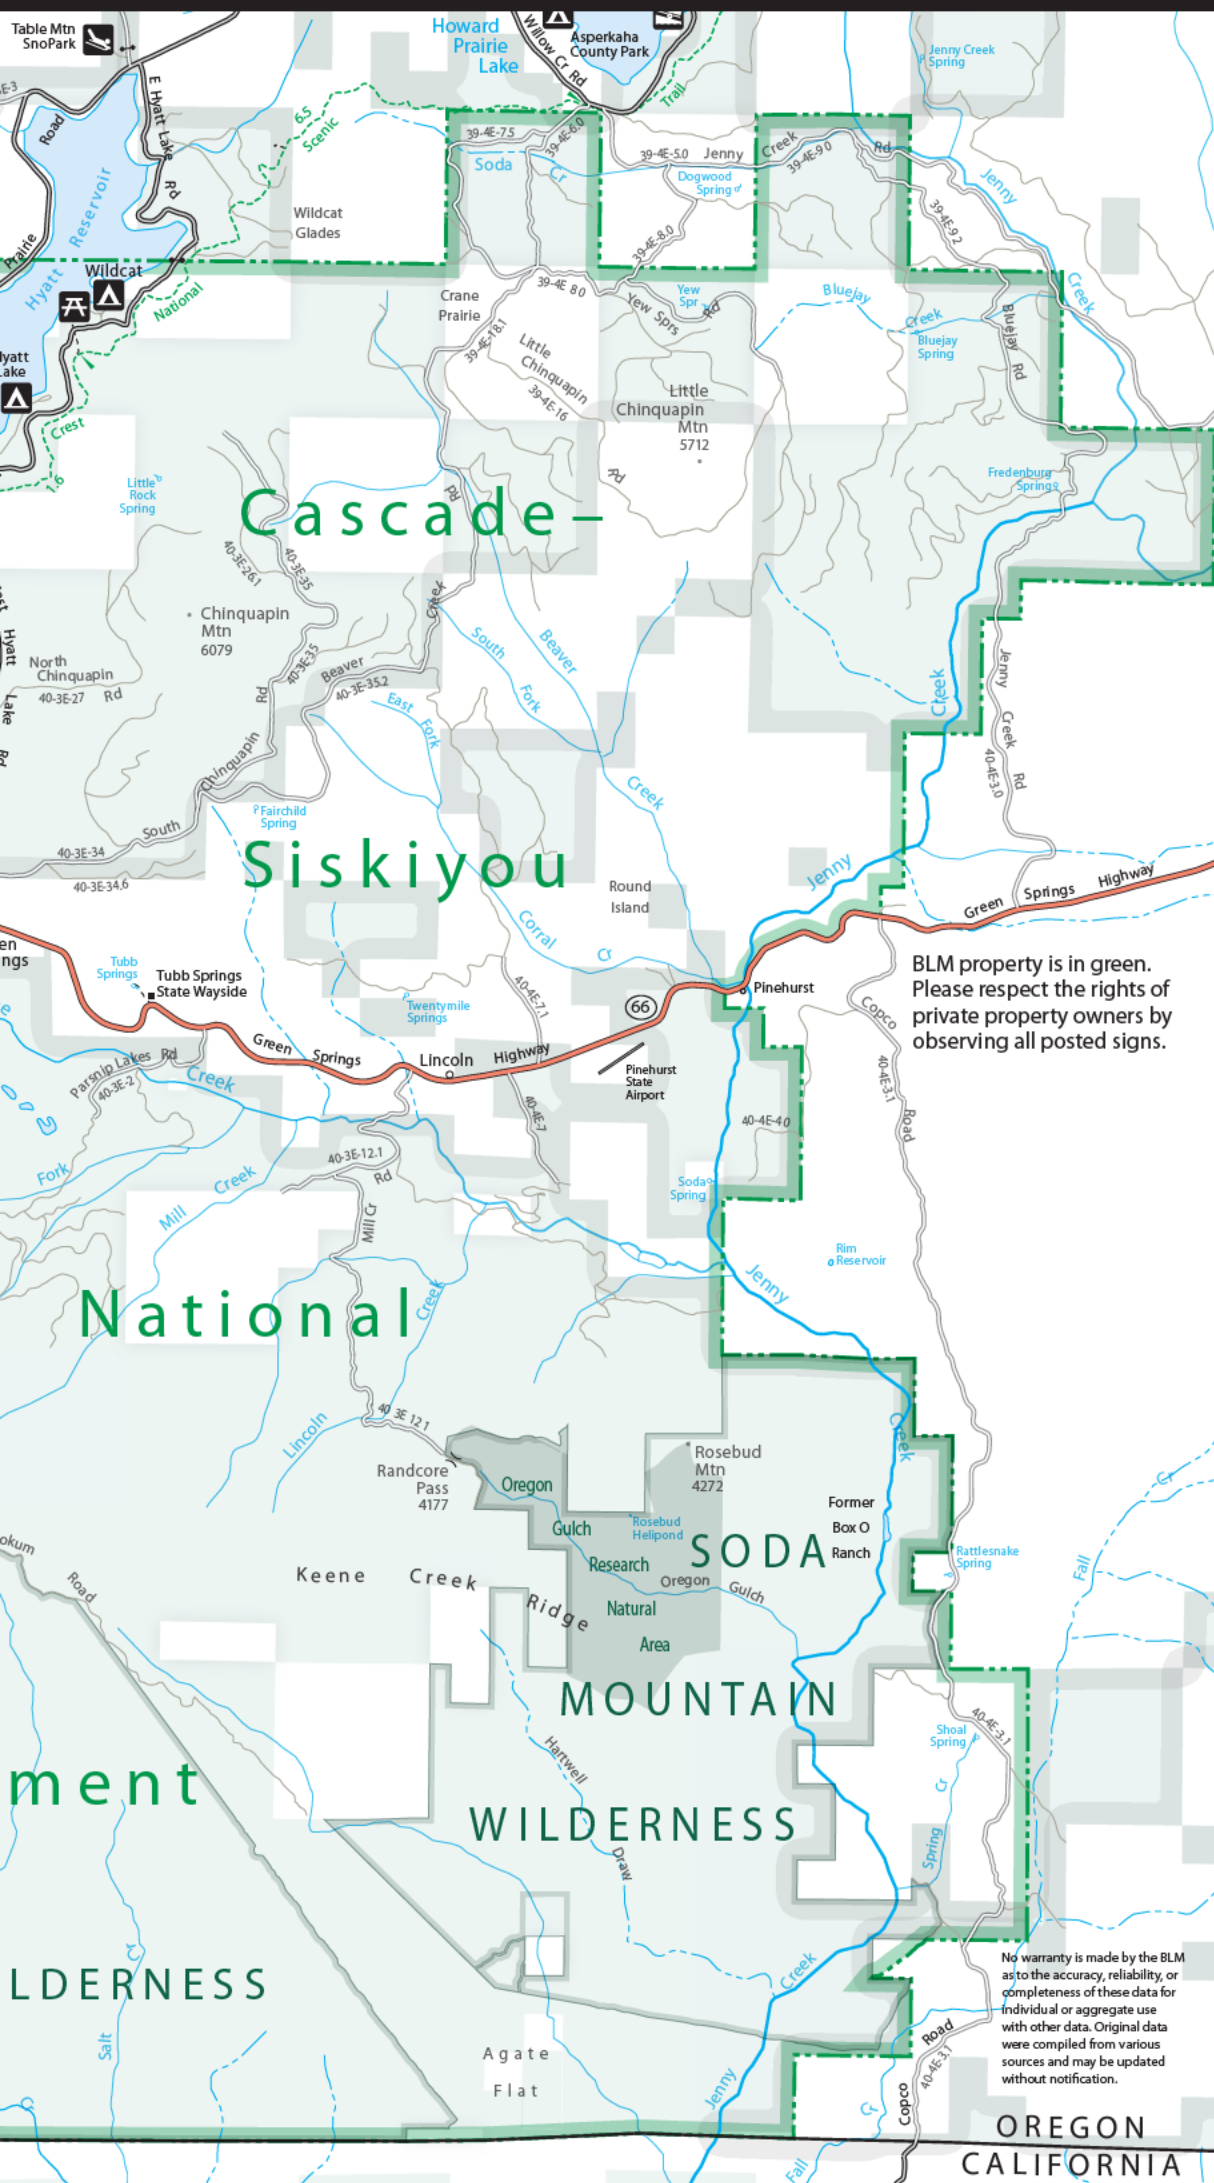 Table Mtn
SnoPark
Howard
Prairie
Lake
Willow Cr Rd
Asperkaha
County Park
Jenny Creek
Spring
E-3
Road
E Hyatt Lake Rd
6.5
Scenic
Trail
39-4E-7.5
39-4E-6.0
Soda Cr
39-4E-5.0
Jenny Creek Rd
39-4E-9.0
Dogwood
Spring
Jenny
Creek
39-4E-9.2
Wildcat
Glades
39-4E-8.0
Prairie
Hyatt Reservoir
Wildcat
National
Crane
Prairie
39-4E 80
Yew
Spr
Yew Sprs Rd
Bluejay Creek
Bluejay
Spring
Bluejay Rd
39-4E-18.1
Little
Chinquapin
39-4E-16
Rd
Little
Chinquapin
Mtn
5712
yatt
Lake
Crest
1.6
Little
Rock
Spring
Rd
Fredenburg
Spring
Cascade–
40-3E-26.1
40-3E-35
Creek
Chinquapin
Mtn
6079
Hyatt
Lake
Rd
North
Chinquapin
40-3E-27 Rd
40-3E-35
Rd
Beaver
40-3E-35.2
South
Fork
Beaver
East
Fork
Creek
Jenny
Creek
Rd
40-4E-3.0
Chinquapin
Creek
Fairchild
Spring
South
40-3E-34
40-3E-34.6
Siskiyou
Jenny
Round
Island
Corral Cr
Green Springs Highway
en
ngs
Tubb
Springs
Tubb Springs
State Wayside
Twentymile
Springs
40-4E-7.1
66
Pinehurst
BLM property is in green.
Please respect the rights of
private property owners by
observing all posted signs.
Copco
40-4E-3.1
Road
Green Springs
Lincoln
Highway
Pinehurst
State
Airport
Parsnip Lakes Rd
40-3E-2
Creek
40-4E-7
40-4E-4.0
40-3E-12.1
Rd
Fork
Mill Creek
Mill Cr
Soda
Spring
Rim
Reservoir
Jenny
Creek
National
40 3E 12 1
Lincoln
Creek
Randcore
Pass
4177
Rosebud
Mtn
4272
Oregon
Gulch
Research
Natural
Area
Rosebud
Helipond
SODA
Former
Box O
Ranch
Cr
Fall
Rattlesnake
Spring
okum
Road
Keene Creek Ridge
Oregon Gulch
MOUNTAIN
Hartwell
Draw
Shoal
Spring
40-4E-3.1
Cr
Spring
ment
WILDERNESS
LDERNESS
Cr
Salt
Creek
Jenny
No warranty is made by the BLM
as to the accuracy, reliability, or
completeness of these data for
individual or aggregate use
with other data. Original data
were compiled from various
sources and may be updated
without notification.
Agate
Flat
Road
40-4E-3.1
Copco
Cr
Fall
OREGON
CALIFORNIA